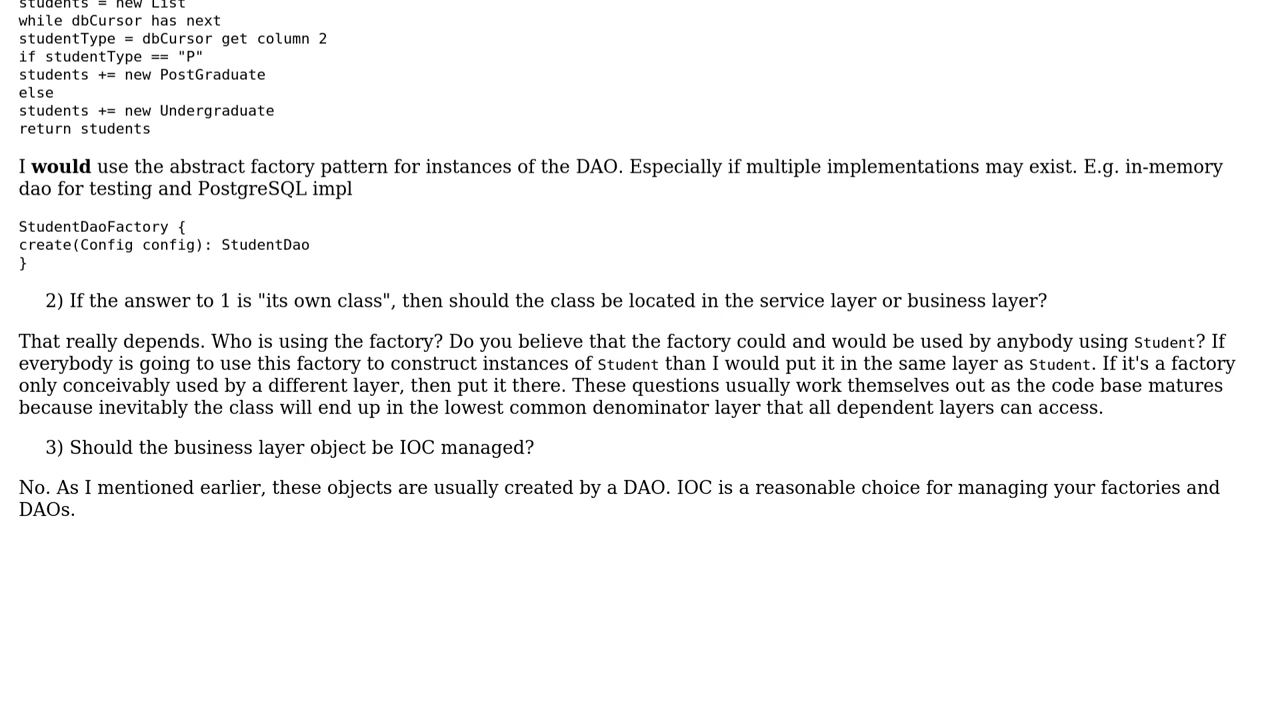 students = new List
while dbCursor has next
studentType = dbCursor get column 2
if studentType == "P"
students += new PostGraduate
else
students += new Undergraduate
return students
I would use the abstract factory pattern for instances of the DAO. Especially if multiple implementations may exist. E.g. in-memory
dao for testing and PostgreSQL impl
StudentDaoFactory {
create(Config config): StudentDao
}
2) If the answer to 1 is "its own class", then should the class be located in the service layer or business layer?
That really depends. Who is using the factory? Do you believe that the factory could and would be used by anybody using Student? If
everybody is going to use this factory to construct instances of Student than I would put it in the same layer as Student. If it's a factory
only conceivably used by a different layer, then put it there. These questions usually work themselves out as the code base matures
because inevitably the class will end up in the lowest common denominator layer that all dependent layers can access.
3) Should the business layer object be IOC managed?
No. As I mentioned earlier, these objects are usually created by a DAO. IOC is a reasonable choice for managing your factories and
DAOs.